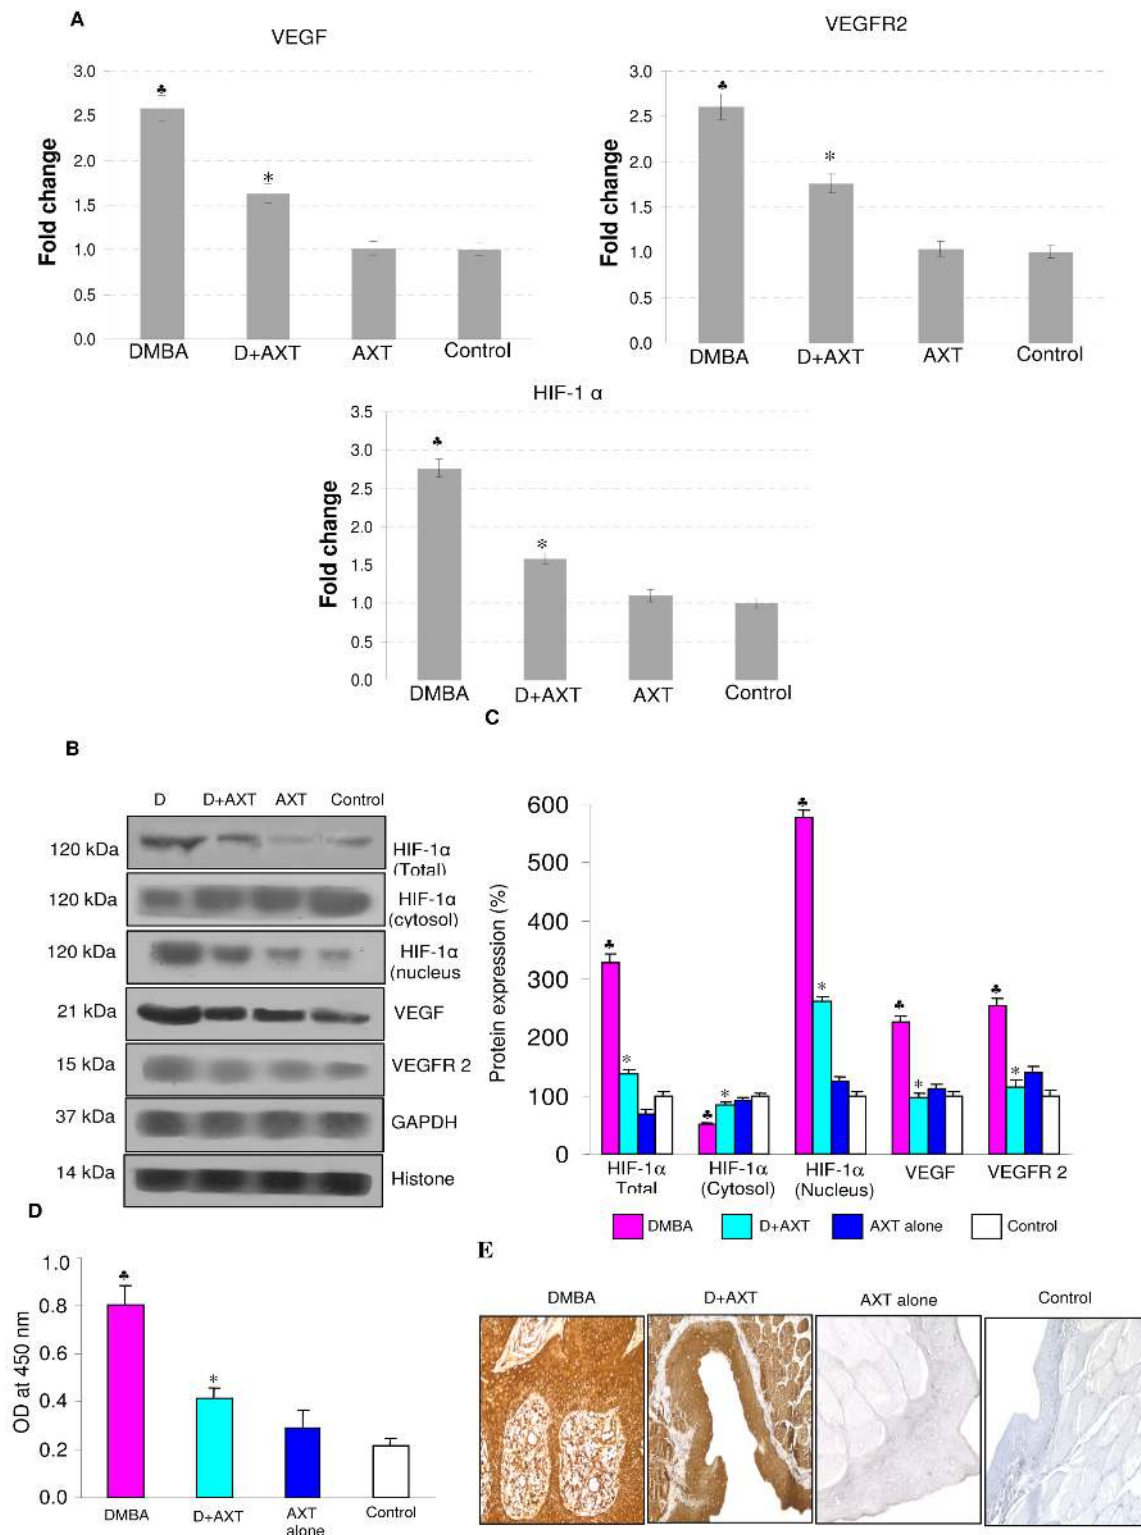 A
VEGF
VEGFR2
3.0
2.5
2.0
1.5
1.0
0.5
0.0
Fold change
♣
*
DMBA
D+AXT
AXT
Control
3.0
2.5
2.0
1.5
1.0
0.5
0.0
Fold change
♣
*
DMBA
D+AXT
AXT
Control
HIF-1 α
3.5
3.0
2.5
2.0
1.5
1.0
0.5
0.0
Fold change
♣
*
DMBA
D+AXT
AXT
Control
B
D D+AXT AXT Control
120 kDa HIF-1α
(Total)
120 kDa HIF-1α
(cytosol)
120 kDa HIF-1α
(nucleus
21 kDa VEGF
15 kDa VEGFR 2
37 kDa GAPDH
14 kDa Histone
C
600
500
400
300
200
100
0
Protein expression (%)
♣
*
♣
*
♣
*
♣
*
♣
*
HIF-1α
Total
HIF-1α
(Cytosol)
HIF-1α
(Nucleus)
VEGF
VEGFR 2
DMBA D+AXT AXT alone Control
D
1.0
0.8
0.6
0.4
0.2
0.0
OD at 450 nm
♣
*
DMBA
D+AXT
AXT
alone
Control
E
DMBA D+AXT AXT alone Control